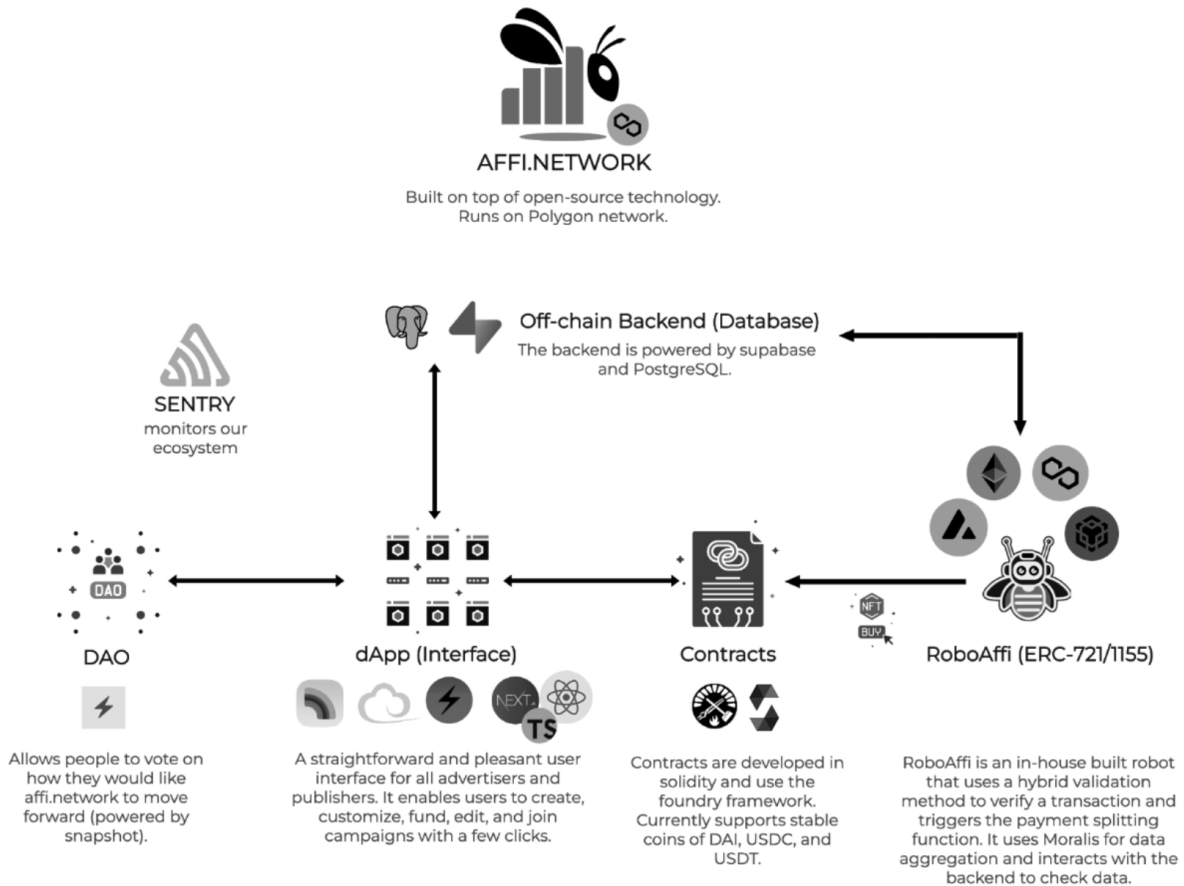 AFFI.NETWORK
Built on top of open-source technology.
Runs on Polygon network.
Off-chain Backend (Database)
The backend is powered by supabase
and PostgreSQL.
SENTRY
monitors our
ecosystem
DAO
NFT
BUY
DAO
dApp (Interface)
Contracts
RoboAffi (ERC-721/1155)
NEXT
TS
Allows people to vote on
how they would like
affi.network to move
forward (powered by
snapshot).
A straightforward and pleasant user
interface for all advertisers and
publishers. It enables users to create,
customize, fund, edit, and join
campaigns with a few clicks.
Contracts are developed in
solidity and use the
foundry framework.
Currently supports stable
coins of DAI, USDC, and
USDT.
RoboAffi is an in-house built robot
that uses a hybrid validation
method to verify a transaction and
triggers the payment splitting
function. It uses Moralis for data
aggregation and interacts with the
backend to check data.